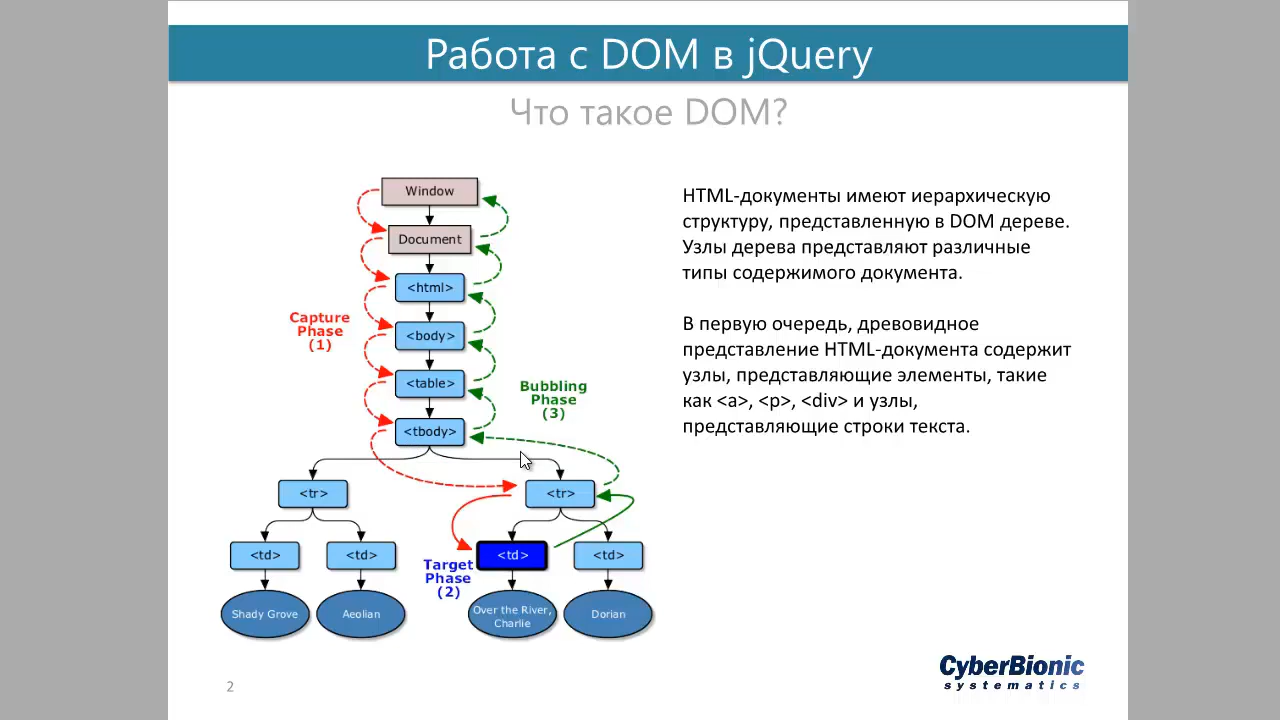 Работа с DOM в jQuery
Что такое DOM?
Window
Document
<html>
<body>
<table>
<tbody>
<tr>
<tr>
<td>
<td>
<td>
<td>
Shady Grove
Aeolian
Over the River,
Charlie
Dorian
Capture
Phase
(1)
Bubbling
Phase
(3)
Target
Phase
(2)
HTML-документы имеют иерархическую
структуру, представленную в DOM дереве.
Узлы дерева представляют различные
типы содержимого документа.
В первую очередь, древовидное
представление HTML-документа содержит
узлы, представляющие элементы, такие
как <a>, <p>, <div> и узлы,
представляющие строки текста.
2
CyberBionic
systematics